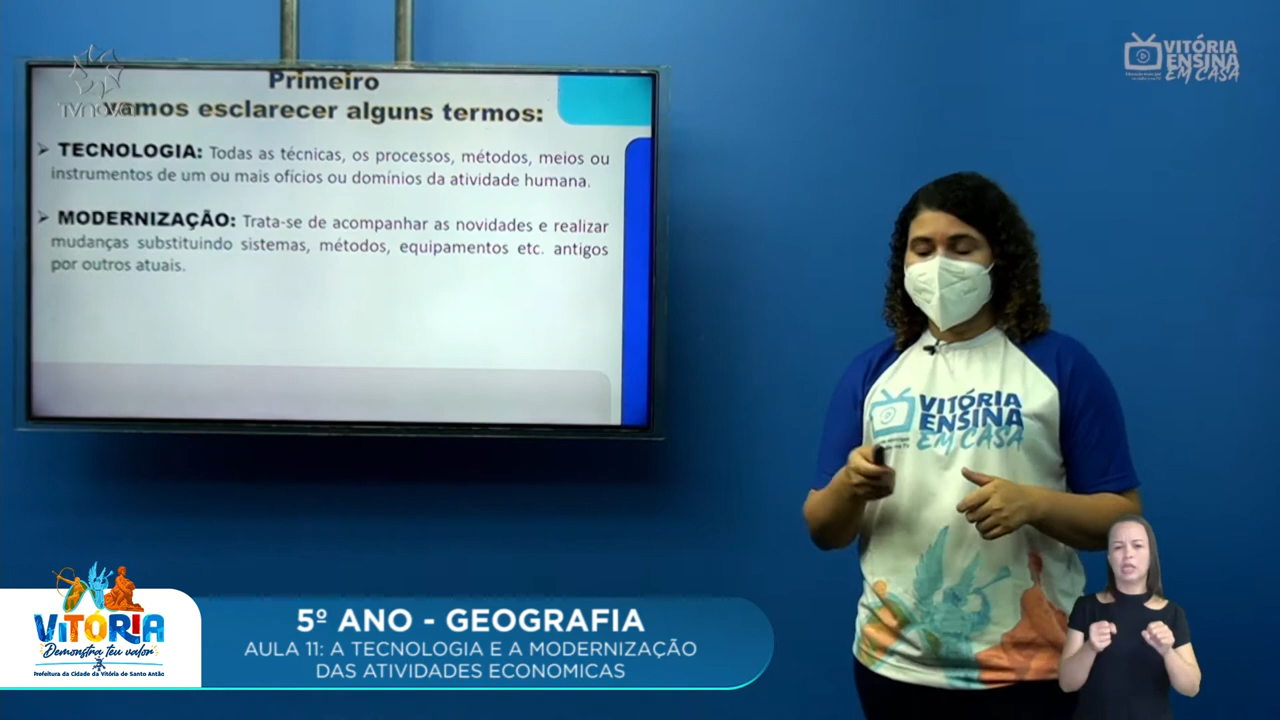 Primeiro
vamos esclarecer alguns termos:
TV nova
➢ TECNOLOGIA: Todas as técnicas, os processos, métodos, meios ou
instrumentos de um ou mais ofícios ou domínios da atividade humana.
➢ MODERNIZAÇÃO: Trata-se de acompanhar as novidades e realizar
mudanças substituindo sistemas, métodos, equipamentos etc. antigos
por outros atuais.
VITÓRIA
ENSINA
EM CASA
VITÓRIA
ENSINA
EM CASA
VITÓRIA
Demonstra teu valor
Prefeitura da Cidade da Vitória de Santo Antão
5º ANO - GEOGRAFIA
AULA 11: A TECNOLOGIA E A MODERNIZAÇÃO
DAS ATIVIDADES ECONOMICAS